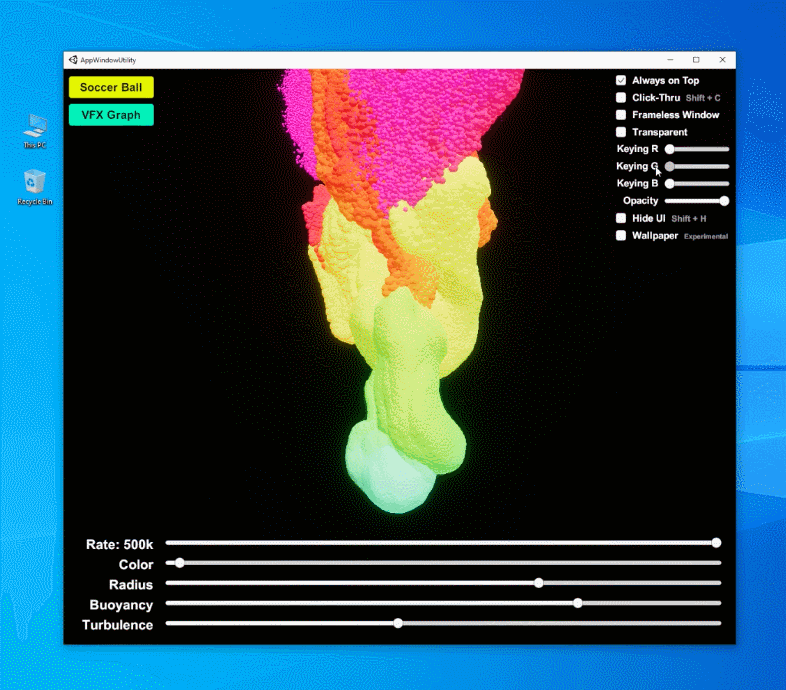 AppWindowUtility
Soccer Ball
VFX Graph
Always on Top
Click-Thru Shift + C
Frameless Window
Transparent
Keying R
Keying G
Keying B
Opacity
Hide UI Shift + H
Wallpaper Experimental
This PC
Recycle Bin
Rate: 500k
Color
Radius
Buoyancy
Turbulence